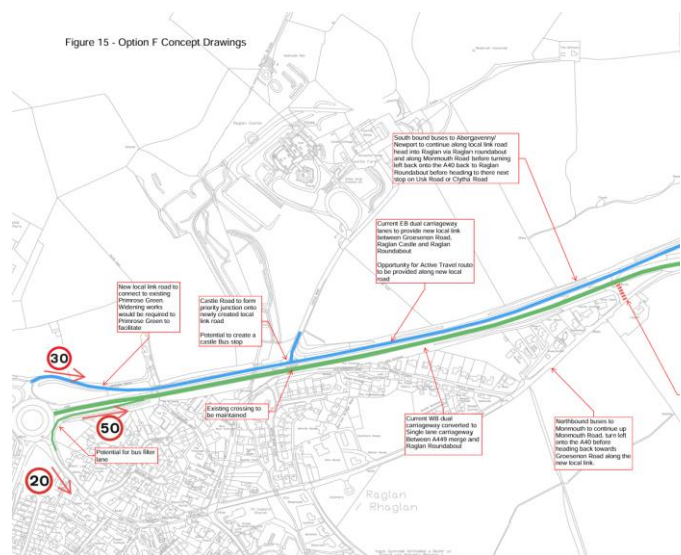 Figure 15 - Option F Concept Drawings
Raglan Castle
South bound buses to Abergavenny/
Newport to continue along local link road
head into Raglan via Raglan roundabout
and along Monmouth Road before turning
left back onto the A40 back to Raglan
Roundabout before heading to there next
stop on Usk Road or Clytha Road
Current EB dual carriageway
lanes to provide new local link
between Groesenon Road,
Raglan Castle and Raglan
Roundabout
Opportunity for Active Travel route
to be provided along new local
road
New local link road to
connect to existing
Primrose Green.
Widening works
would be required to
Primrose Green to
facilitate
Castle Road to form
priority junction onto
newly created local
link road
Potential to create a
castle Bus stop
30
Existing crossing to
be maintained
50
Current WB dual
carriageway converted to
Single lane carriageway
Between A449 merge and
Raglan Roundabout
Northbound buses to
Monmouth to continue up
Monmouth Road, turn left
onto the A40 before
heading back towards
Groesenon Road along the
new local link.
Potential for bus filter
lane
20
Raglan
/ Rhaglan